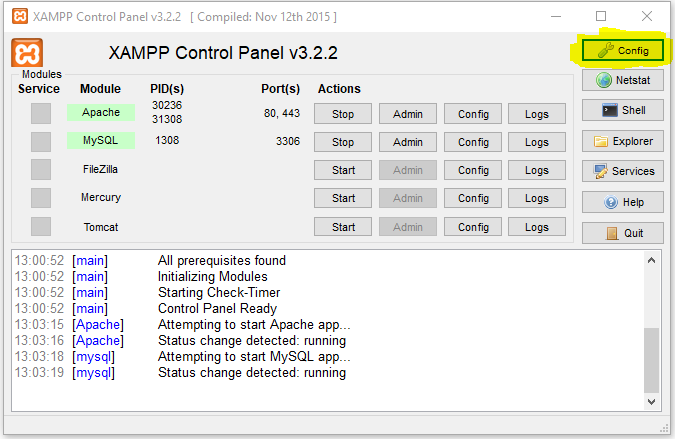 XAMPP Control Panel v3.2.2   [ Compiled: Nov 12th 2015 ]
XAMPP Control Panel v3.2.2
Config
Modules
Service Module PID(s) Port(s) Actions
Netstat
Apache 30236 31308 80, 443 Stop Admin Config Logs
Shell
MySQL 1308 3306 Stop Admin Config Logs
Explorer
FileZilla Start Admin Config Logs
Services
Mercury Start Admin Config Logs
Help
Tomcat Start Admin Config Logs
Quit
13:00:52 [main] All prerequisites found
13:00:52 [main] Initializing Modules
13:00:52 [main] Starting Check-Timer
13:00:52 [main] Control Panel Ready
13:03:15 [Apache] Attempting to start Apache app...
13:03:16 [Apache] Status change detected: running
13:03:18 [mysql] Attempting to start MySQL app...
13:03:19 [mysql] Status change detected: running